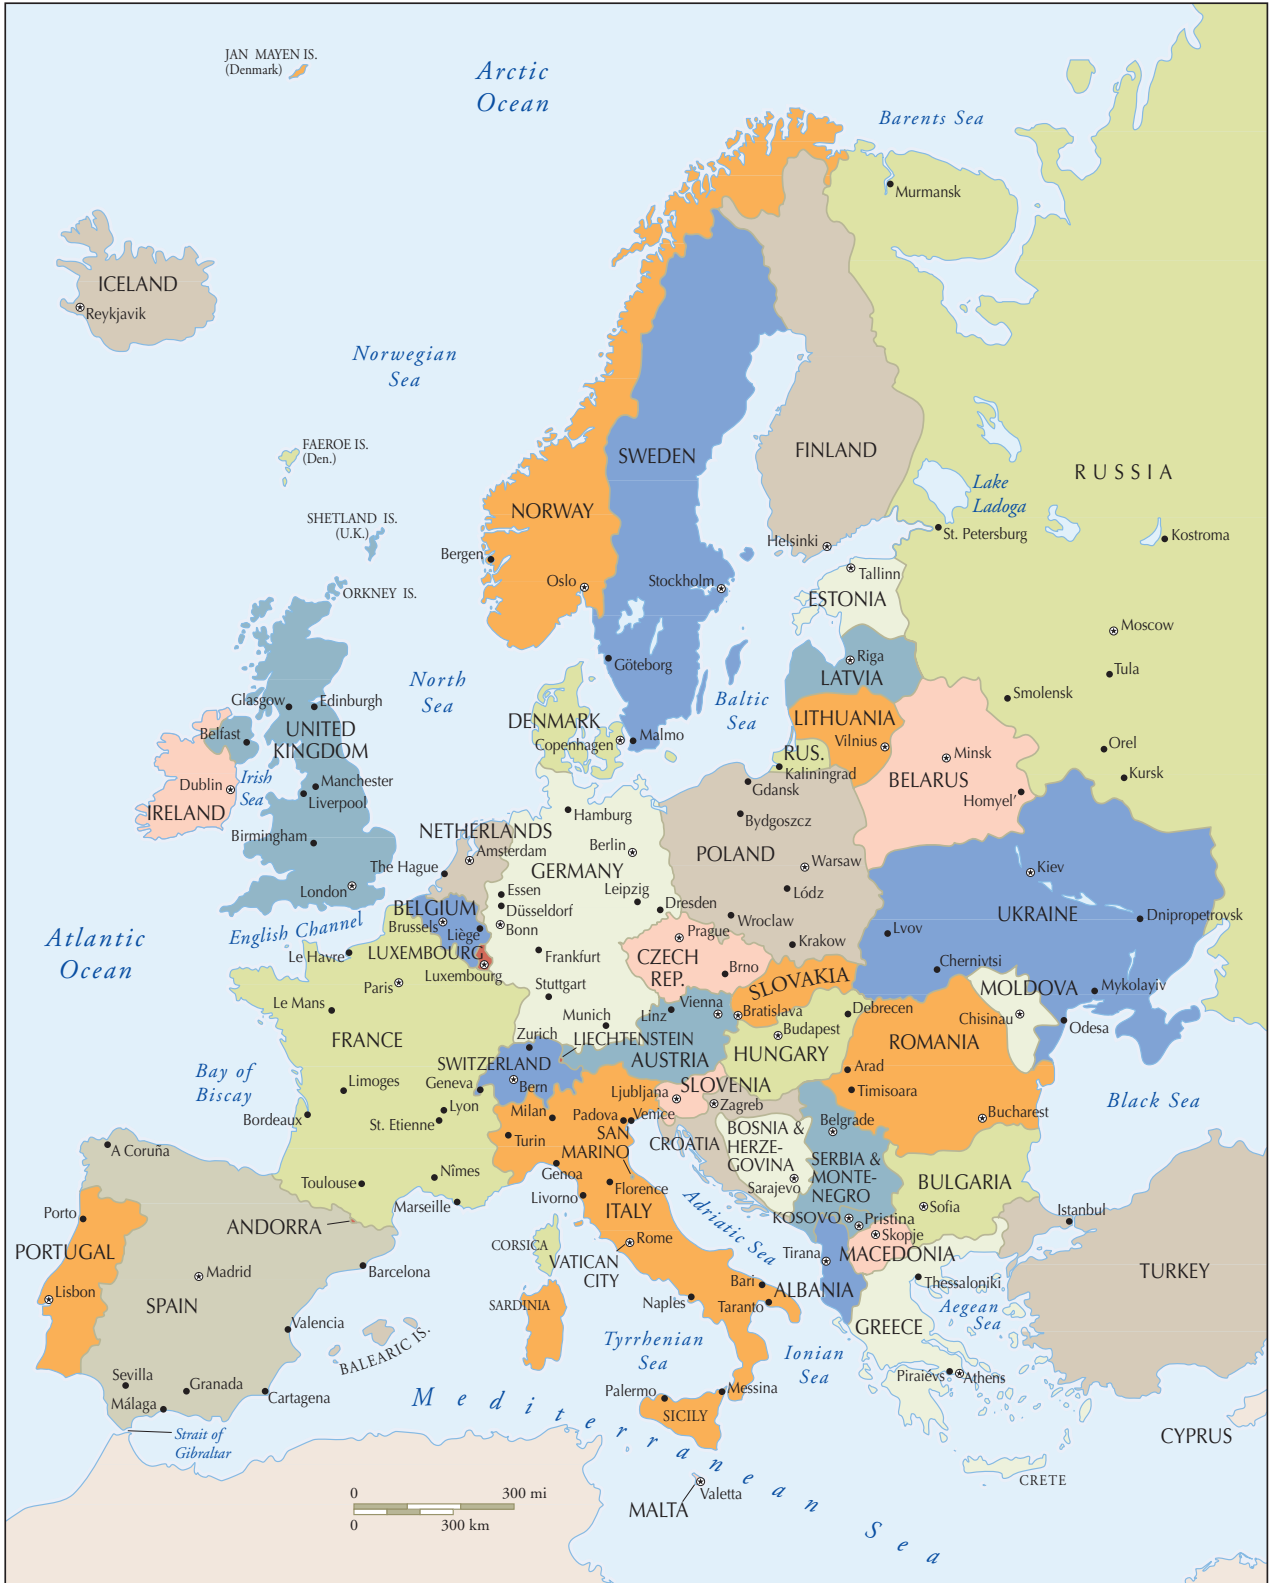 JAN MAYEN IS.
(Denmark)
Arctic
Ocean
Barents Sea
Murmansk
ICELAND
Reykjavik
Norwegian
Sea
FAEROE IS.
(Den.)
SWEDEN
FINLAND
RUSSIA
Lake
Ladoga
NORWAY
SHETLAND IS.
(U.K.)
St. Petersburg
Kostroma
Helsinki
Bergen
Tallinn
Oslo
Stockholm
ORKNEY IS.
ESTONIA
Moscow
Riga
Göteborg
Tula
LATVIA
North
Sea
Baltic
Sea
Smolensk
Glasgow
Edinburgh
DENMARK
LITHUANIA
UNITED
KINGDOM
Belfast
Copenhagen
Malmo
Vilnius
Orel
RUS.
Minsk
Kaliningrad
BELARUS
Kursk
Irish
Sea
Dublin
Manchester
Liverpool
Gdansk
Homyel'
IRELAND
Hamburg
Bydgoszcz
NETHERLANDS
Birmingham
Amsterdam
Berlin
POLAND
Warsaw
The Hague
GERMANY
Kiev
London
Essen
Leipzig
Lódz
Dresden
BELGIUM
Düsseldorf
UKRAINE
Dnipropetrovsk
English Channel
Brussels
Bonn
Wroclaw
Liège
Prague
Lvov
Atlantic
Ocean
Krakow
Le Havre
LUXEMBOURG
Frankfurt
CZECH
REP.
Brno
Chernivtsi
Luxembourg
SLOVAKIA
Paris
Stuttgart
MOLDOVA
Mykolayiv
Le Mans
Vienna
Bratislava
Debrecen
Munich
Linz
Chisinau
Odesa
Budapest
FRANCE
Zurich
LIECHTENSTEIN
ROMANIA
HUNGARY
AUSTRIA
SWITZERLAND
Arad
Bay of
Biscay
Limoges
Geneva
Bern
Ljubljana
SLOVENIA
Timisoara
Black Sea
Lyon
Milan
Padova
Venice
Zagreb
Bordeaux
St. Etienne
Belgrade
Bucharest
SAN
MARINO
BOSNIA &
HERZE-
GOVINA
Turin
CROATIA
A Coruña
SERBIA &
MONTE-
NEGRO
Nîmes
Genoa
Toulouse
Florence
Sarajevo
BULGARIA
Livorno
Marseille
ITALY
Adriatic Sea
Sofia
Istanbul
Porto
ANDORRA
KOSOVO
Pristina
Skopje
CORSICA
Rome
PORTUGAL
VATICAN
CITY
Tirana
MACEDONIA
Madrid
Barcelona
TURKEY
Lisbon
Bari
ALBANIA
Thessaloniki
SPAIN
SARDINIA
Naples
Taranto
Aegean
Sea
Valencia
GREECE
BALEARIC IS.
Tyrrhenian
Sea
Ionian
Sea
Sevilla
Granada
Cartagena
Palermo
Messina
Piraiévs
Athens
Málaga
SICILY
Mediterranean Sea
Strait of
Gibraltar
CYPRUS
CRETE
0 300 mi
0 300 km
Valetta
MALTA